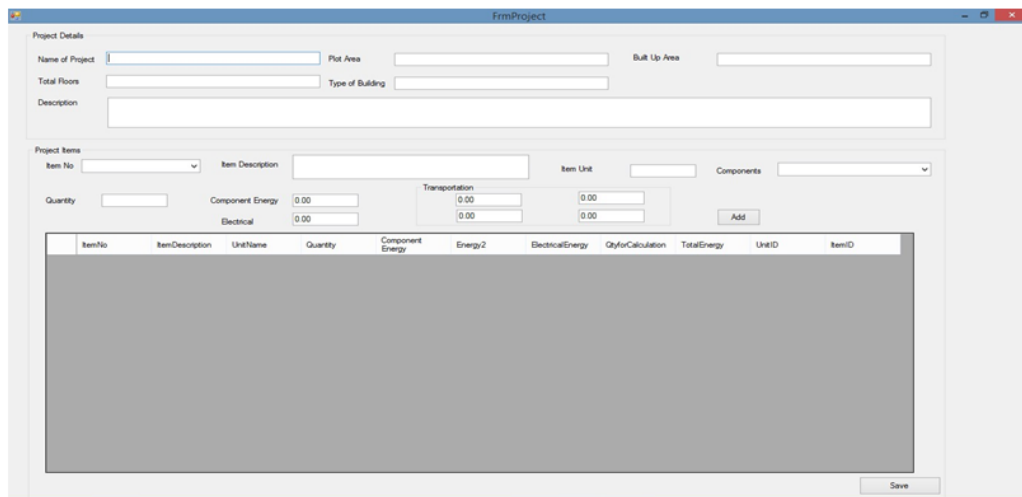 FrmProject
Project Details
Name of Project Plot Area Built Up Area
Total Floors Type of Building
Description
Project Items
Item No Item Description Item Unit Components
Transportation
Quantity Component Energy 0.00 0.00 0.00
Electrical 0.00 0.00 0.00 Add
ItemNo ItemDescription UnitName Quantity Component Energy Energy2 ElectricalEnergy QtyforCalculation TotalEnergy UnitID ItemID
Save